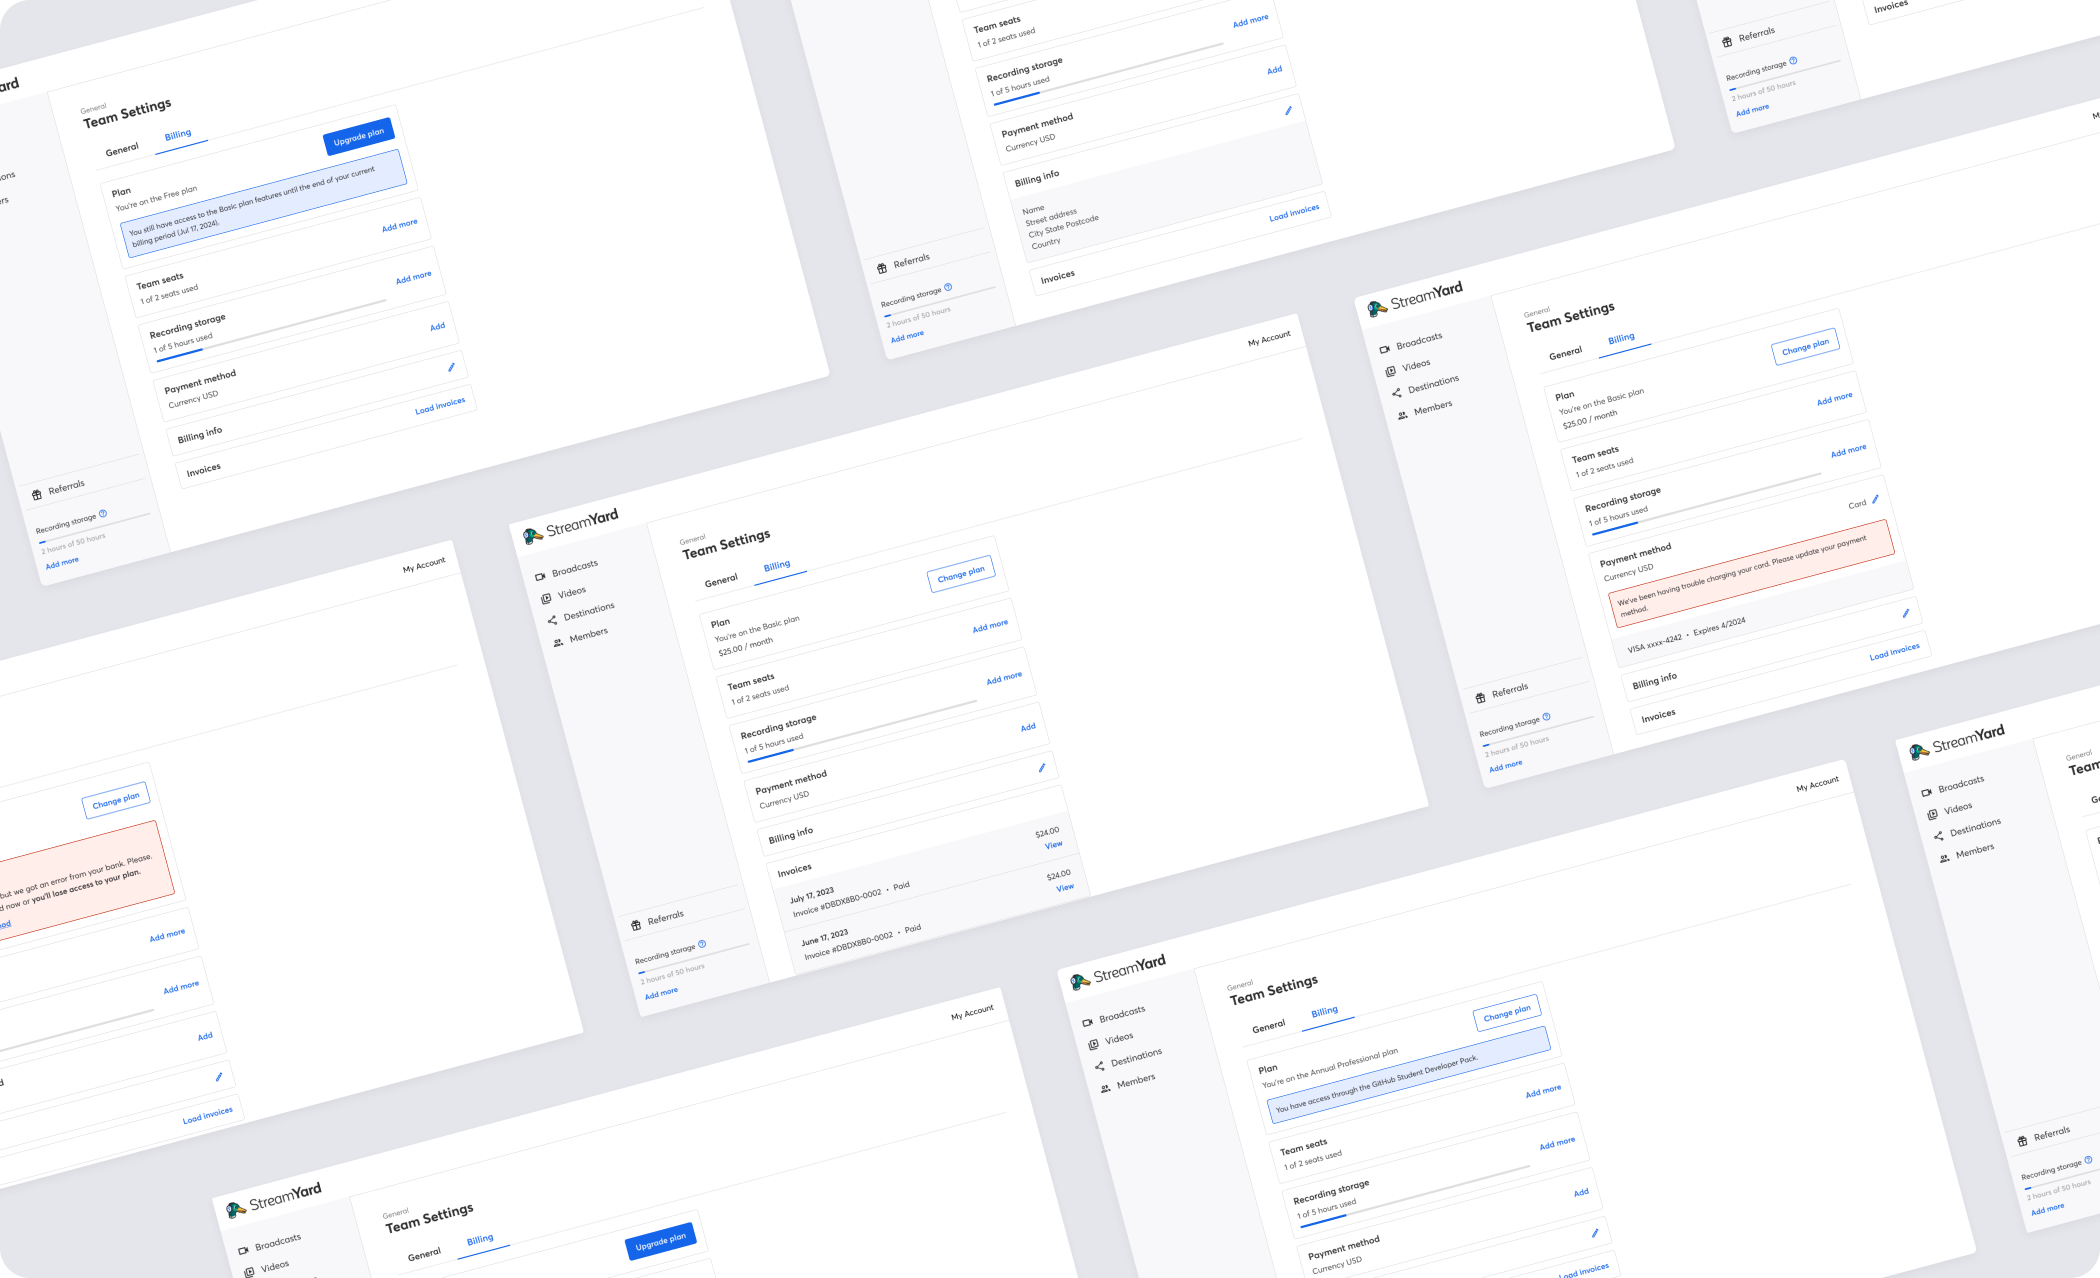 ard
ons
ers
General
Team Settings
General
Billing
Upgrade plan
Plan
You're on the Free plan
You still have access to the Basic plan features until the end of your current
billing period (Jul 17, 2024).
Team seats
1 of 2 seats used
Add more
Recording storage
1 of 5 hours used
Add more
Payment method
Currency USD
Add
Billing info
Invoices
Load invoices
Referrals
Recording storage
2 hours of 50 hours
Add more
Team seats
1 of 2 seats used
Add more
Recording storage
1 of 5 hours used
Add
Payment method
Currency USD
Billing info
Name
Street address
City State Postcode
Country
Invoices
Load invoices
Referrals
Recording storage
2 hours of 50 hours
Add more
Invoices
Referrals
Recording storage
2 hours of 50 hours
Add more
My Account
Change plan
but we got an error from your bank. Please
d now or you'll lose access to your plan.
Add more
Add more
Add
Load invoices
StreamYard
My Account
Broadcasts
Videos
Destinations
Members
General
Team Settings
General
Billing
Change plan
Plan
You're on the Basic plan
$25.00 / month
Team seats
1 of 2 seats used
Add more
Recording storage
1 of 5 hours used
Add more
Payment method
Currency USD
Add
Billing info
Invoices
July 17, 2023
Invoice #DBDX8B0-0002 • Paid
$24.00
View
June 17, 2023
Invoice #DBDX8B0-0002 • Paid
$24.00
View
Referrals
Recording storage
2 hours of 50 hours
Add more
StreamYard
M
Broadcasts
Videos
Destinations
Members
General
Team Settings
General
Billing
Change plan
Plan
You're on the Basic plan
$25.00 / month
Team seats
1 of 2 seats used
Add more
Recording storage
1 of 5 hours used
Add more
Payment method
Currency USD
Card
We've been having trouble charging your card. Please update your payment
method.
VISA xxxx-4242 • Expires 4/2024
Billing info
Invoices
Load invoices
Referrals
Recording storage
2 hours of 50 hours
Add more
StreamYard
My Account
Broadcasts
Videos
General
Team Settings
General
Billing
Upgrade plan
StreamYard
My Account
Broadcasts
Videos
Destinations
Members
General
Team Settings
General
Billing
Change plan
Plan
You're on the Annual Professional plan
You have access through the GitHub Student Developer Pack.
Team seats
1 of 2 seats used
Add more
Recording storage
1 of 5 hours used
Add more
Payment method
Currency USD
Add
Load invoices
StreamYard
Broadcasts
Videos
Destinations
Members
General
Team
Ge
Referrals
Recording storage
2 hours of 50 hours
Add more